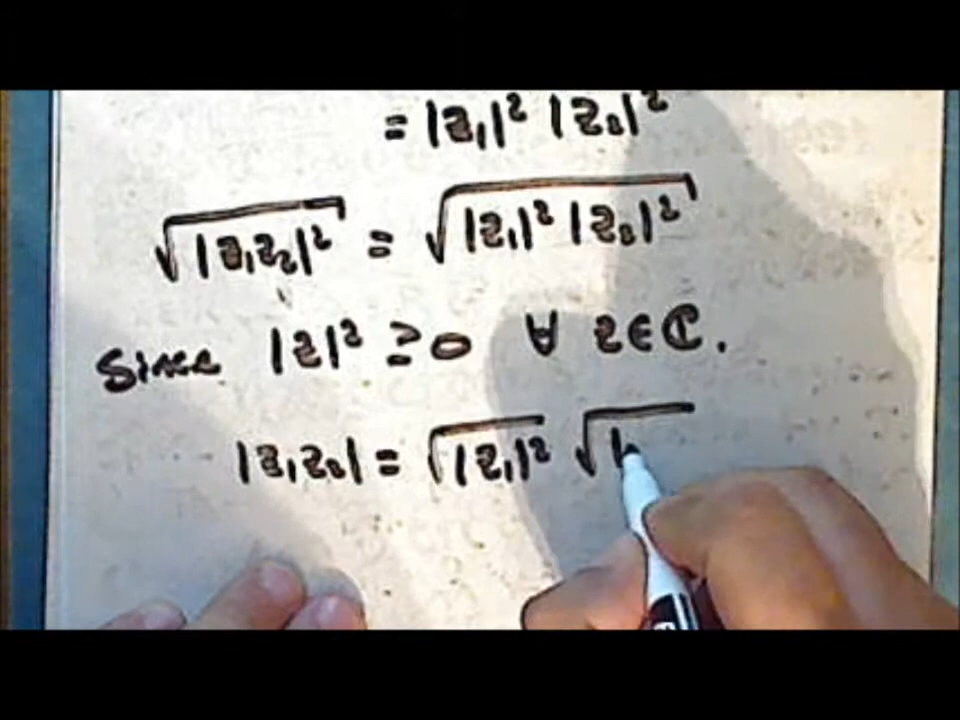 = |z₁|² |z₂|²
√|z₁z₂|² = √|z₁|² |z₂|²
Since |z|² ≥ 0 ∀ z∈ℂ.
|z₁z₂| = √|z₁|² √|